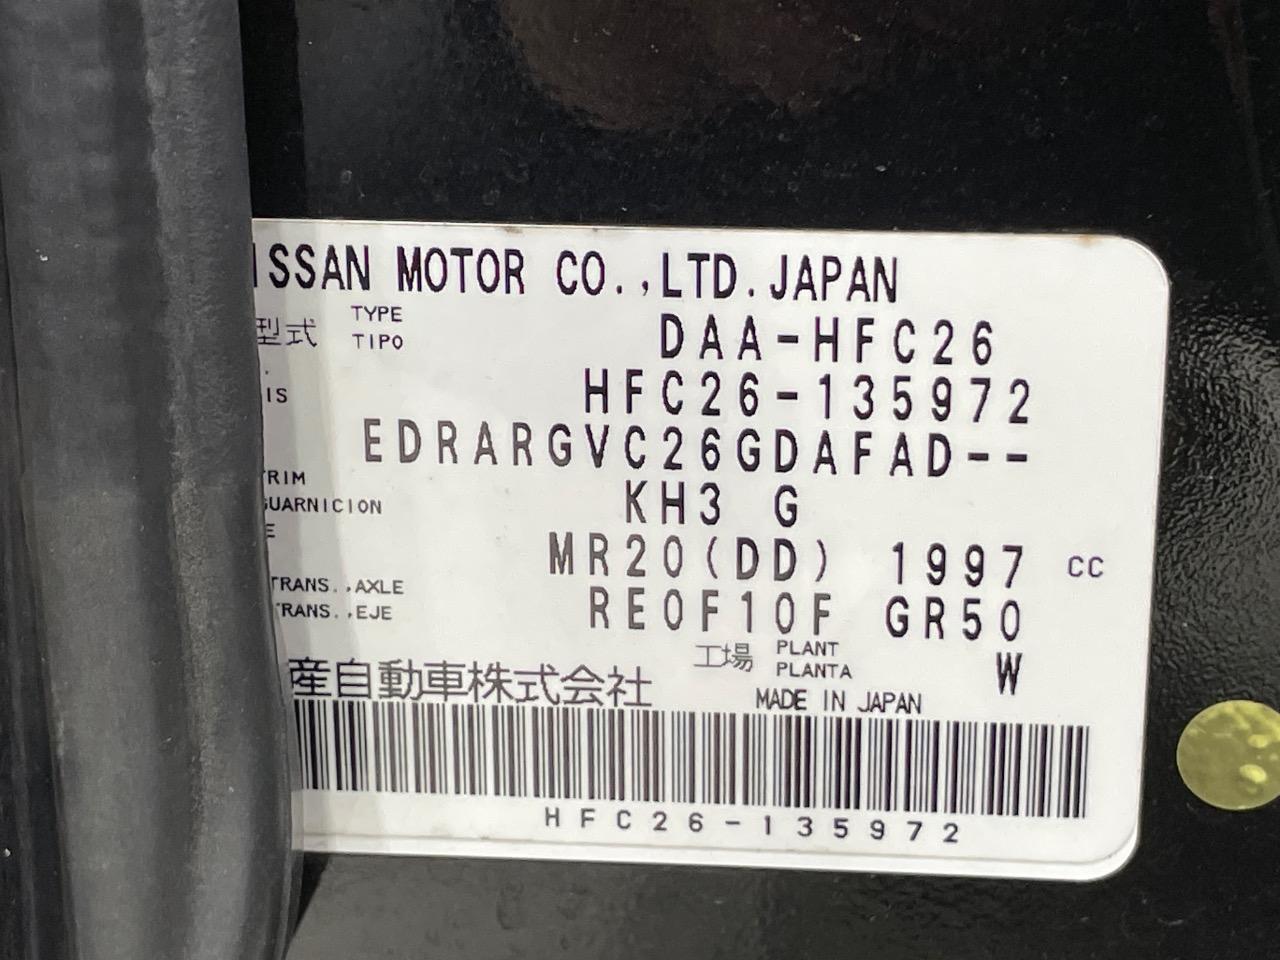 ISSAN MOTOR CO.,LTD.JAPAN
型式 TYPE TIPO DAA-HFC26
IS HFC26-135972
EDRARGVC26GDAFAD--
RIM
GUARNICION KH3 G
E MR20(DD) 1997 CC
TRANS.,AXLE
TRANS.,EJE RE0F10F GR50
工場 PLANT PLANTA W
産自動車株式会社 MADE IN JAPAN
HFC26-135972